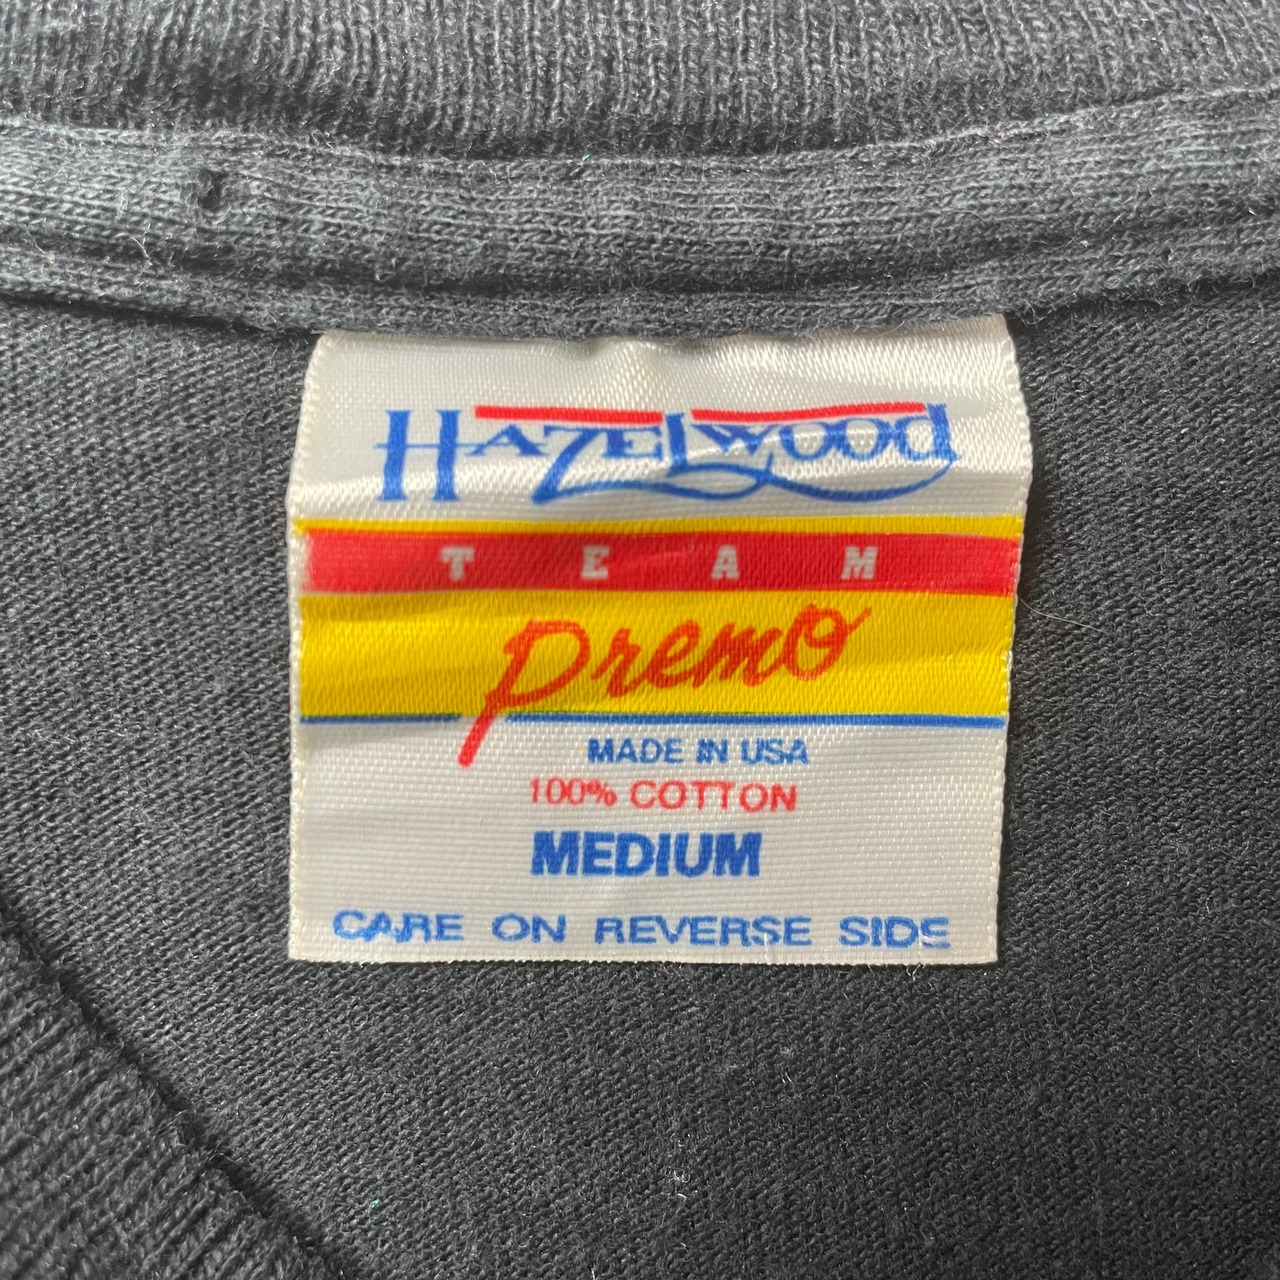 HAZELWOOD
TEAM
Premo
MADE IN USA
100% COTTON
MEDIUM
CARE ON REVERSE SIDE